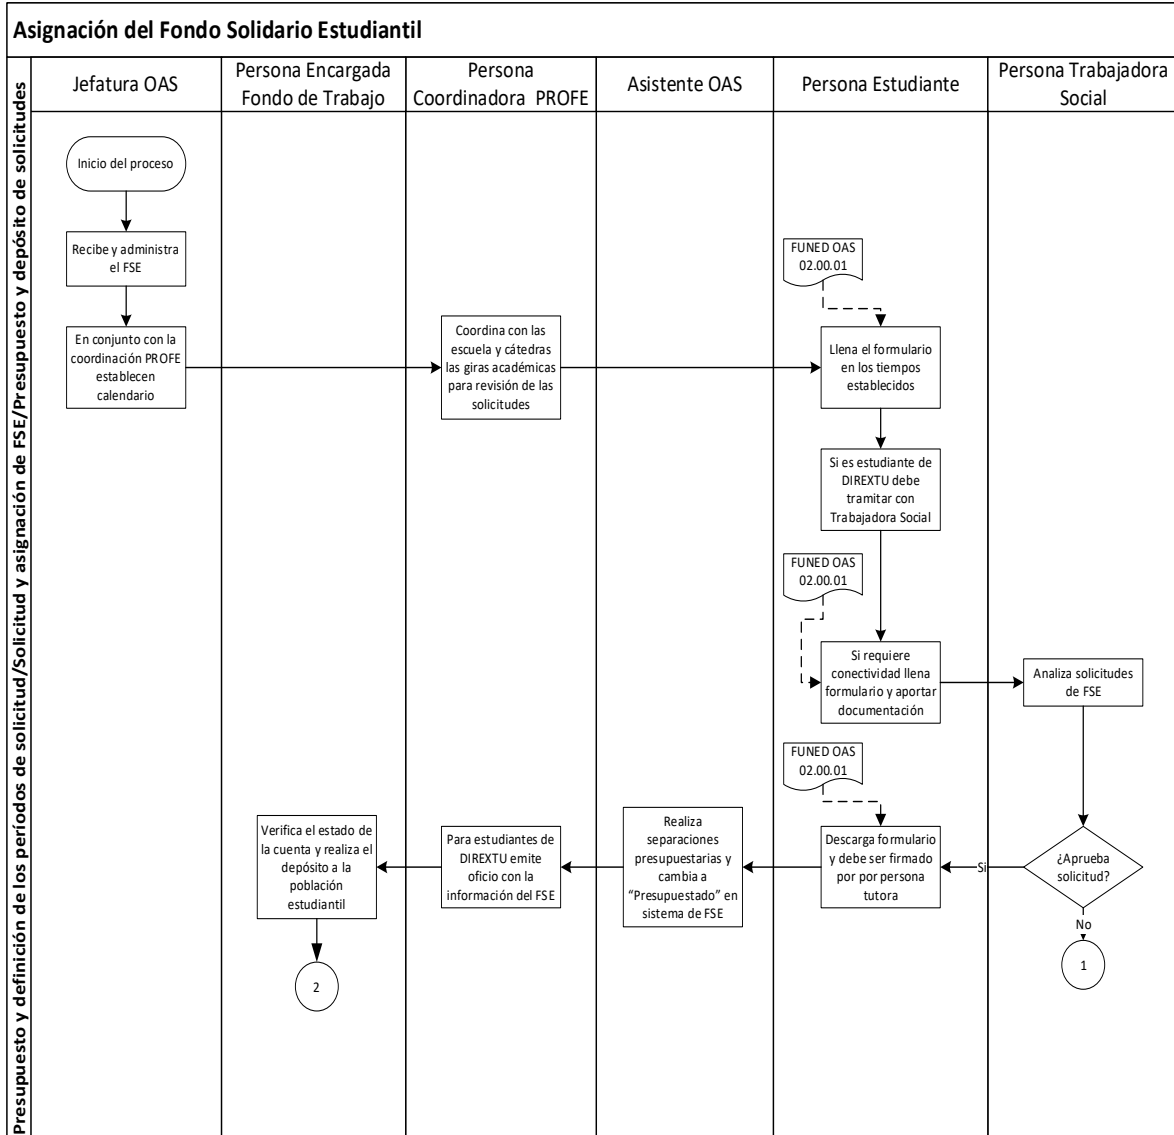 Asignación del Fondo Solidario Estudiantil
Presupuesto y definición de los períodos de solicitud/Solicitud y asignación de FSE/Presupuesto y depósito de solicitudes
Jefatura OAS
Persona Encargada
Fondo de Trabajo
Persona
Coordinadora PROFE
Asistente OAS
Persona Estudiante
Persona Trabajadora
Social
Inicio del proceso
Recibe y administra
el FSE
En conjunto con la
coordinación PROFE
establecen
calendario
Coordina con las
escuela y cátedras
las giras académicas
para revisión de las
solicitudes
FUNED OAS
02.00.01
Llena el formulario
en los tiempos
establecidos
Si es estudiante de
DIREXTU debe
tramitar con
Trabajadora Social
FUNED OAS
02.00.01
Si requiere
conectividad llena
formulario y aportar
documentación
Analiza solicitudes
de FSE
¿Aprueba
solicitud?
Si
No
1
FUNED OAS
02.00.01
Descarga formulario
y debe ser firmado
por por persona
tutora
Realiza
separaciones
presupuestarias y
cambia a
“Presupuestado” en
sistema de FSE
Para estudiantes de
DIREXTU emite
oficio con la
información del FSE
Verifica el estado de
la cuenta y realiza el
depósito a la
población
estudiantil
2